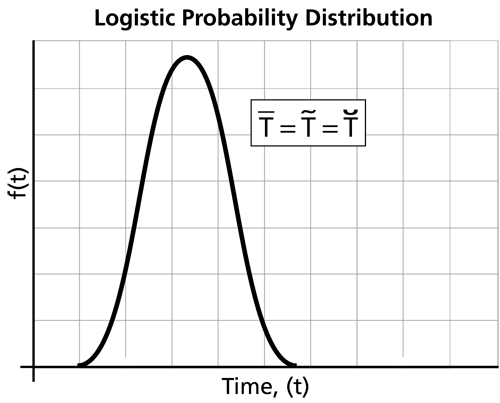 Logistic Probability Distribution
T̅ = T̃ = T̆
f(t)
Time, (t)